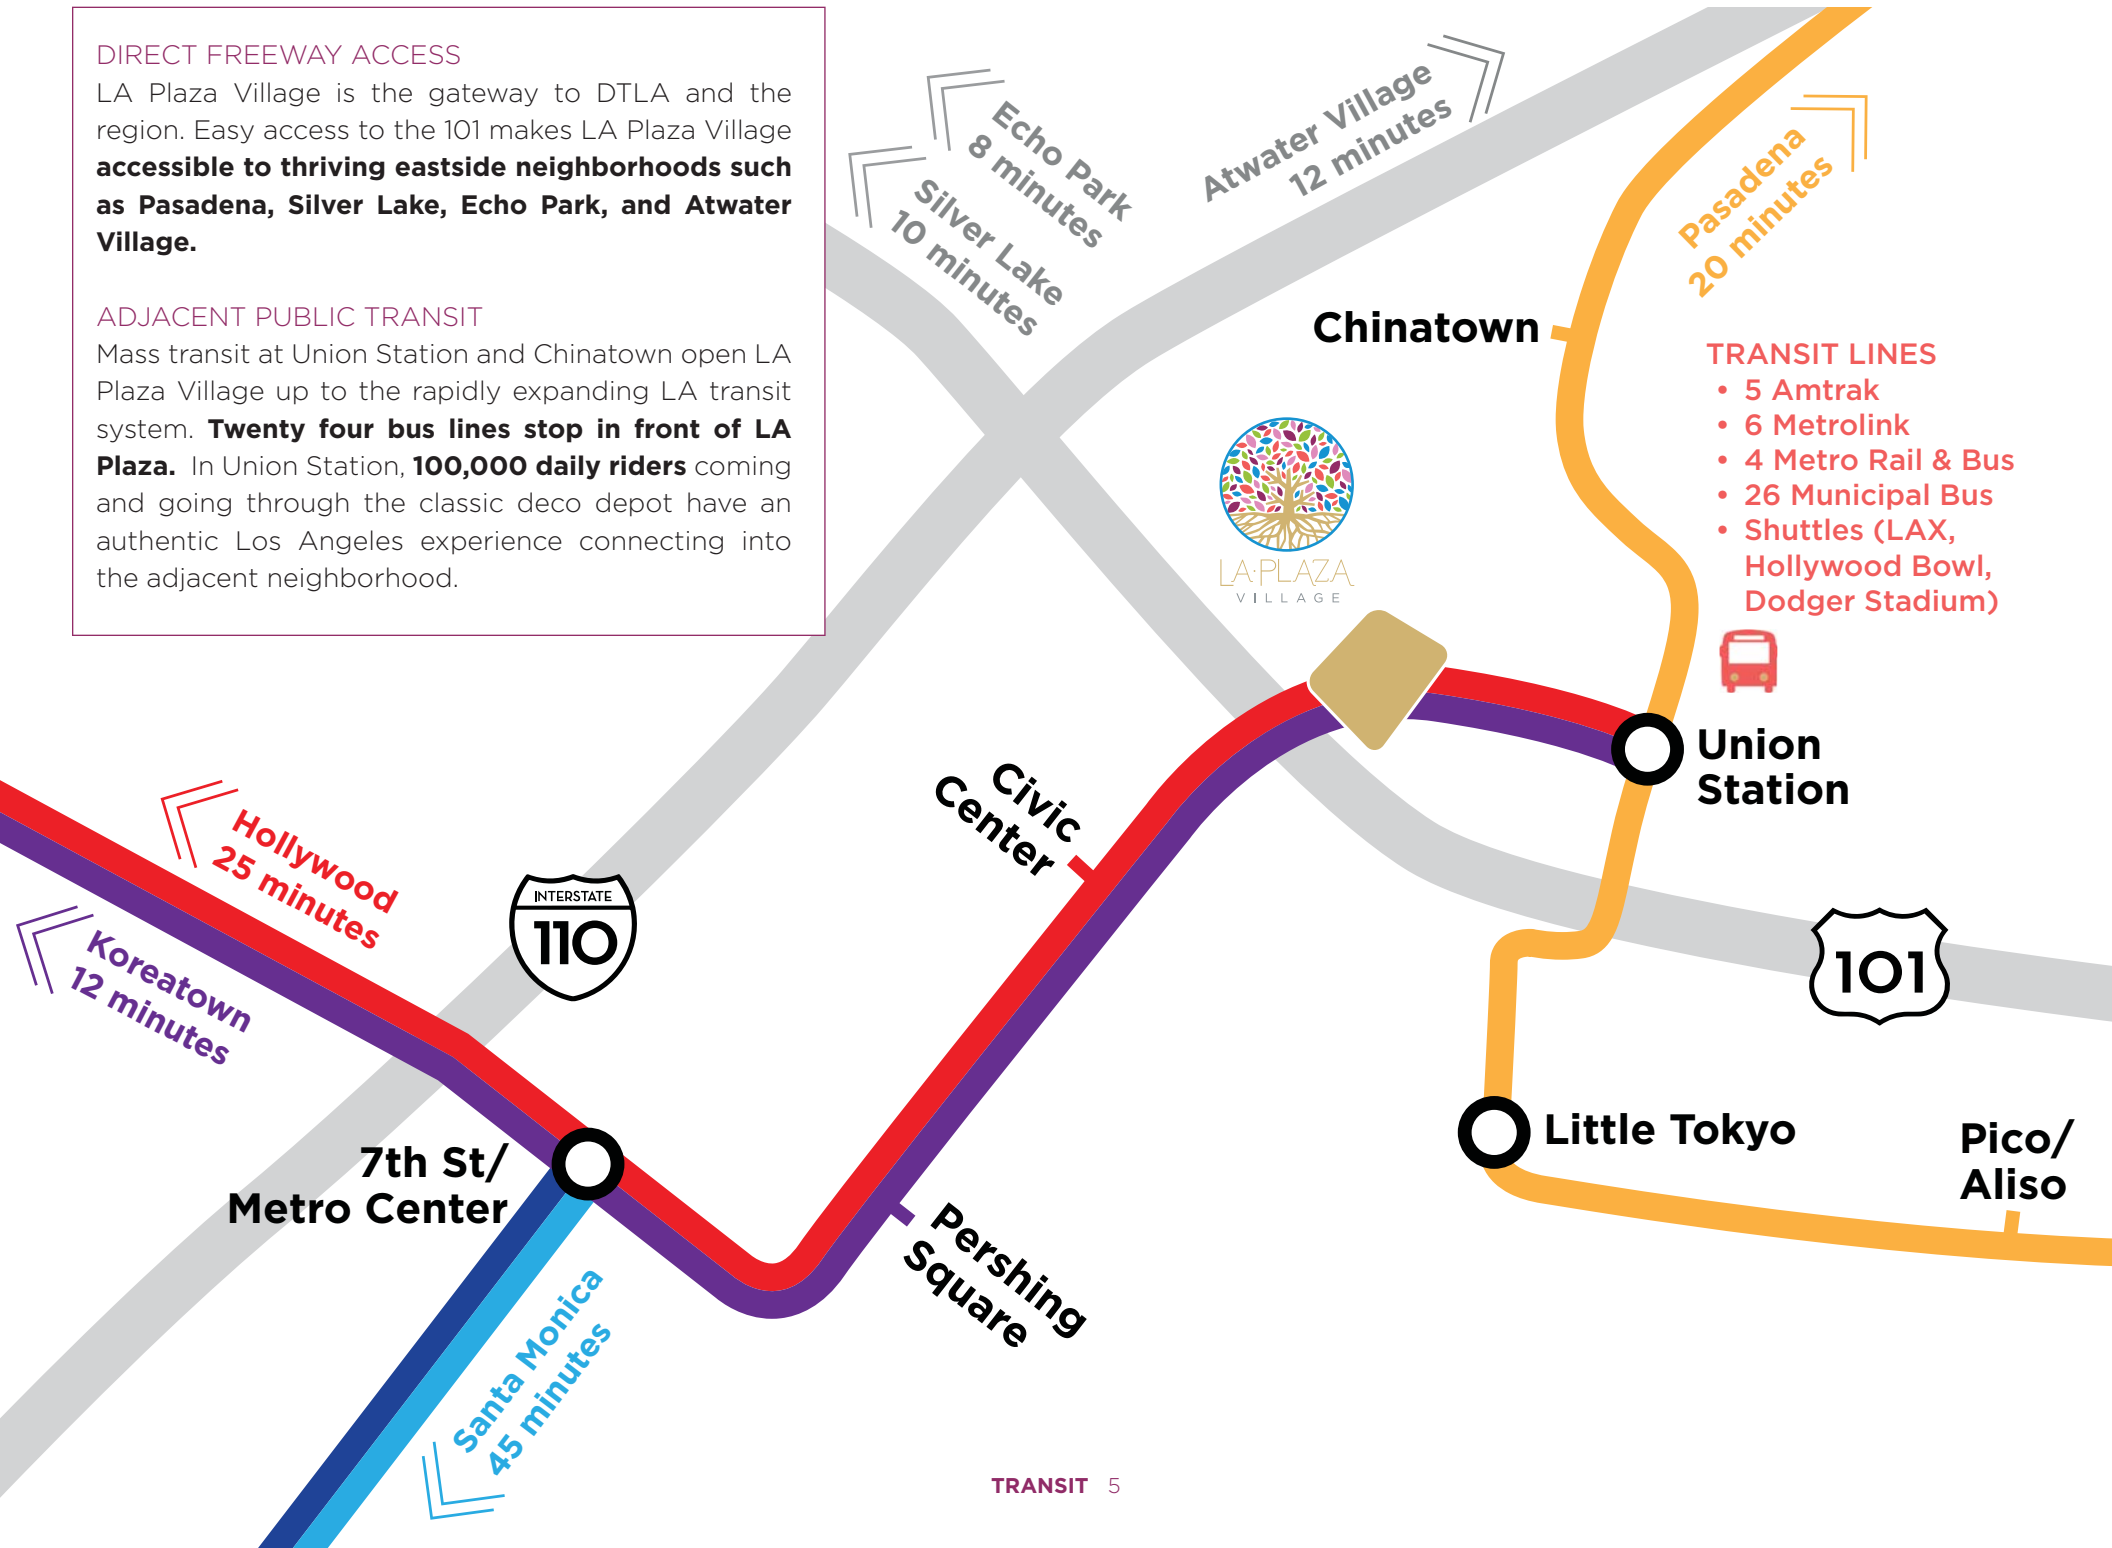 DIRECT FREEWAY ACCESS
LA Plaza Village is the gateway to DTLA and the
region. Easy access to the 101 makes LA Plaza Village
accessible to thriving eastside neighborhoods such
as Pasadena, Silver Lake, Echo Park, and Atwater
Village.
ADJACENT PUBLIC TRANSIT
Mass transit at Union Station and Chinatown open LA
Plaza Village up to the rapidly expanding LA transit
system. Twenty four bus lines stop in front of LA
Plaza. In Union Station, 100,000 daily riders coming
and going through the classic deco depot have an
authentic Los Angeles experience connecting into
the adjacent neighborhood.
Echo Park
8 minutes
Silver Lake
10 minutes
Atwater Village
12 minutes
Pasadena
20 minutes
Chinatown
TRANSIT LINES
• 5 Amtrak
• 6 Metrolink
• 4 Metro Rail & Bus
• 26 Municipal Bus
• Shuttles (LAX,
Hollywood Bowl,
Dodger Stadium)
LA·PLAZA
VILLAGE
Union
Station
Civic
Center
Hollywood
25 minutes
Koreatown
12 minutes
INTERSTATE
110
101
7th St/
Metro Center
Little Tokyo
Pico/
Aliso
Pershing
Square
Santa Monica
45 minutes
TRANSIT 5